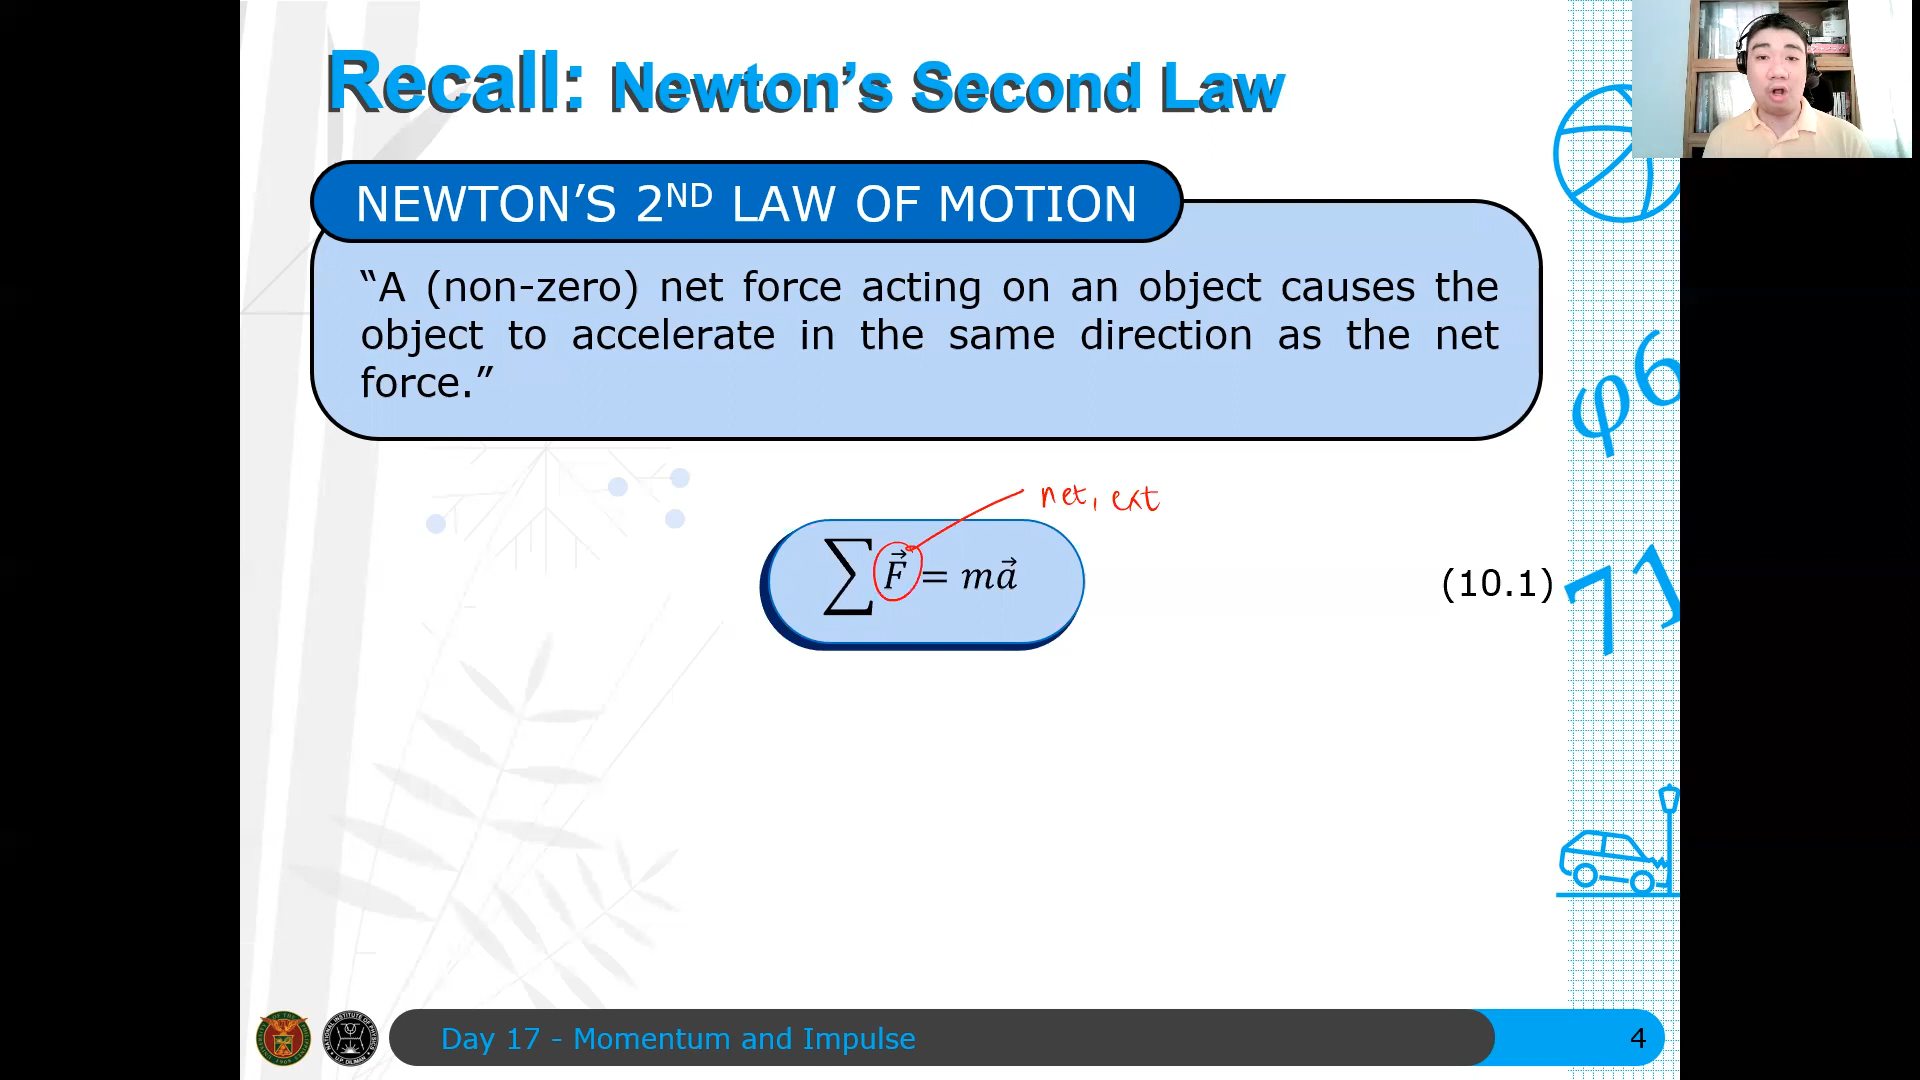 Recall: Newton’s Second Law
NEWTON’S 2ND LAW OF MOTION
“A (non-zero) net force acting on an object causes the
object to accelerate in the same direction as the net
force.”
net, ext
∑F⃗ = ma⃗
(10.1)
φ6
71
Day 17 - Momentum and Impulse
4